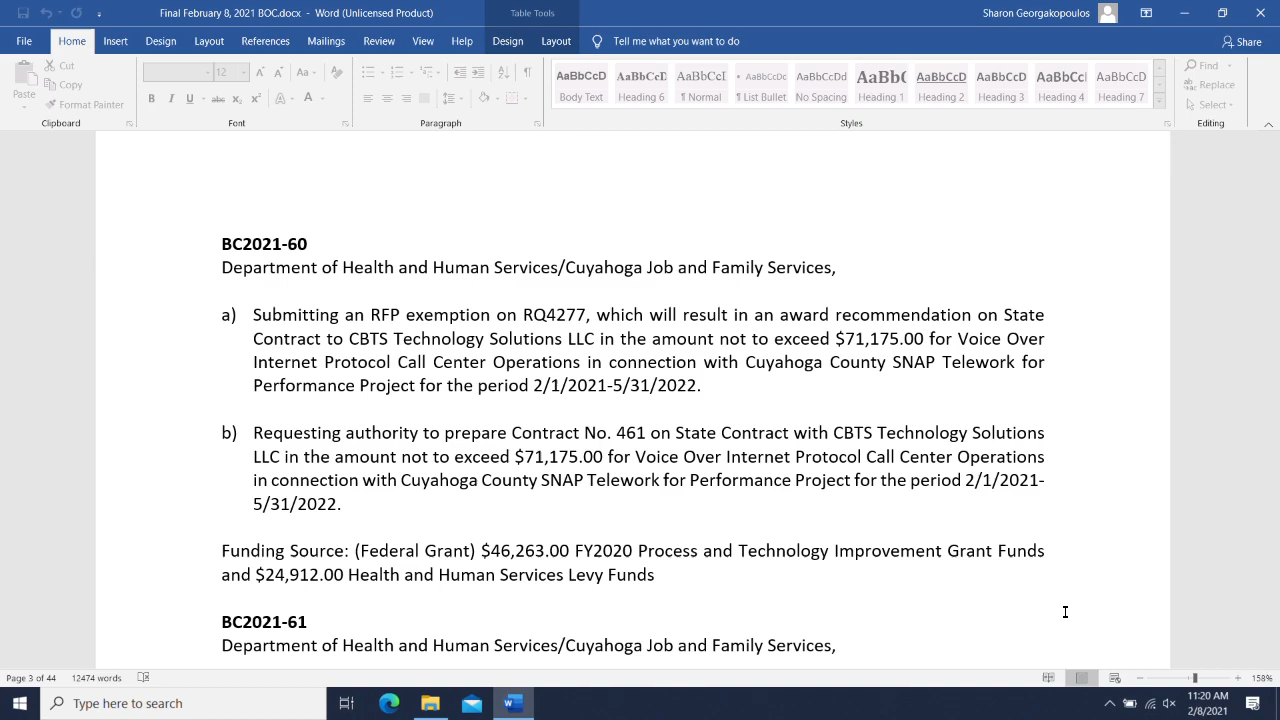 Final February 8, 2021 BOC.docx - Word (Unlicensed Product)
Table Tools
Sharon Georgakopoulos
File Home Insert Design Layout References Mailings Review View Help Design Layout Tell me what you want to do Share
Paste
Cut
Copy
Format Painter
Clipboard
12
Aa
B I U abc x₂ x² A A
Font
Paragraph
AaBbCcD AaBbCcD AaBbCcI AaBbCcDd AaBbCcDd AaBb( AaBbCcD AaBbCcD AaBbCc AaBbCcD
Body Text Heading 6 ¶ Normal ¶ List Bullet No Spacing Heading 1 Heading 2 Heading 3 Heading 4 Heading 7
Styles
Find
Replace
Select
Editing
BC2021-60
Department of Health and Human Services/Cuyahoga Job and Family Services,
a) Submitting an RFP exemption on RQ4277, which will result in an award recommendation on State
Contract to CBTS Technology Solutions LLC in the amount not to exceed $71,175.00 for Voice Over
Internet Protocol Call Center Operations in connection with Cuyahoga County SNAP Telework for
Performance Project for the period 2/1/2021-5/31/2022.
b) Requesting authority to prepare Contract No. 461 on State Contract with CBTS Technology Solutions
LLC in the amount not to exceed $71,175.00 for Voice Over Internet Protocol Call Center Operations
in connection with Cuyahoga County SNAP Telework for Performance Project for the period 2/1/2021-
5/31/2022.
Funding Source: (Federal Grant) $46,263.00 FY2020 Process and Technology Improvement Grant Funds
and $24,912.00 Health and Human Services Levy Funds
BC2021-61
Department of Health and Human Services/Cuyahoga Job and Family Services,
Page 3 of 44 12474 words
158%
Type here to search
11:20 AM
2/8/2021